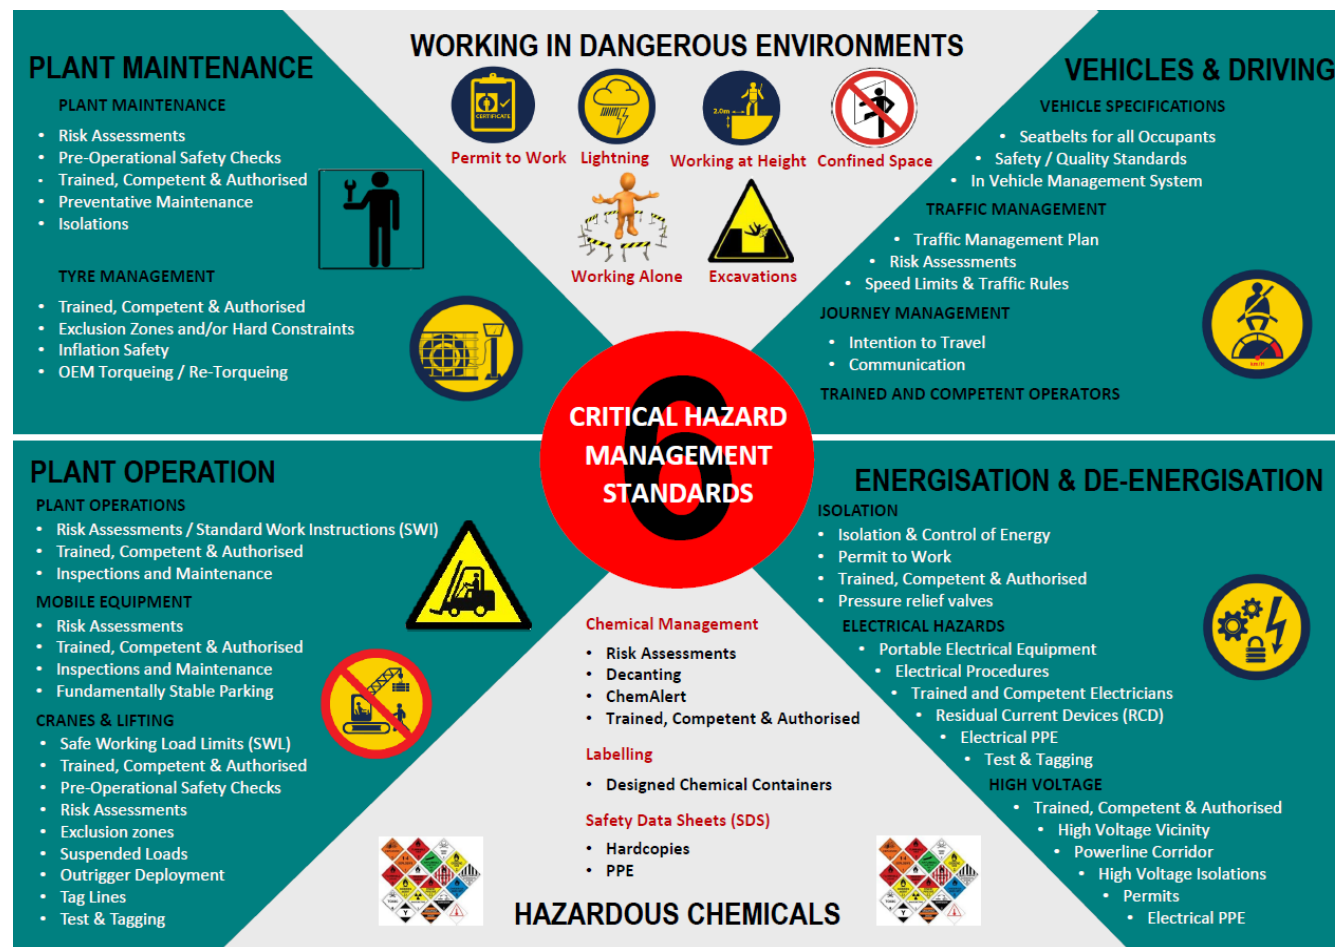 WORKING IN DANGEROUS ENVIRONMENTS
CERTIFICATE
2.0m
Permit to Work
Lightning
Working at Height
Confined Space
Working Alone
Excavations
PLANT MAINTENANCE
PLANT MAINTENANCE
• Risk Assessments
• Pre-Operational Safety Checks
• Trained, Competent & Authorised
• Preventative Maintenance
• Isolations
TYRE MANAGEMENT
• Trained, Competent & Authorised
• Exclusion Zones and/or Hard Constraints
• Inflation Safety
• OEM Torqueing / Re-Torqueing
VEHICLES & DRIVING
VEHICLE SPECIFICATIONS
• Seatbelts for all Occupants
• Safety / Quality Standards
• In Vehicle Management System
TRAFFIC MANAGEMENT
• Traffic Management Plan
• Risk Assessments
• Speed Limits & Traffic Rules
JOURNEY MANAGEMENT
• Intention to Travel
• Communication
TRAINED AND COMPETENT OPERATORS
km/h
6
CRITICAL HAZARD
MANAGEMENT
STANDARDS
PLANT OPERATION
PLANT OPERATIONS
• Risk Assessments / Standard Work Instructions (SWI)
• Trained, Competent & Authorised
• Inspections and Maintenance
MOBILE EQUIPMENT
• Risk Assessments
• Trained, Competent & Authorised
• Inspections and Maintenance
• Fundamentally Stable Parking
CRANES & LIFTING
• Safe Working Load Limits (SWL)
• Trained, Competent & Authorised
• Pre-Operational Safety Checks
• Risk Assessments
• Exclusion zones
• Suspended Loads
• Outrigger Deployment
• Tag Lines
• Test & Tagging
Chemical Management
• Risk Assessments
• Decanting
• ChemAlert
• Trained, Competent & Authorised
Labelling
• Designed Chemical Containers
Safety Data Sheets (SDS)
• Hardcopies
• PPE
HAZARDOUS CHEMICALS
ENERGISATION & DE-ENERGISATION
ISOLATION
• Isolation & Control of Energy
• Permit to Work
• Trained, Competent & Authorised
• Pressure relief valves
ELECTRICAL HAZARDS
• Portable Electrical Equipment
• Electrical Procedures
• Trained and Competent Electricians
• Residual Current Devices (RCD)
• Electrical PPE
• Test & Tagging
HIGH VOLTAGE
• Trained, Competent & Authorised
• High Voltage Vicinity
• Powerline Corridor
• High Voltage Isolations
• Permits
• Electrical PPE